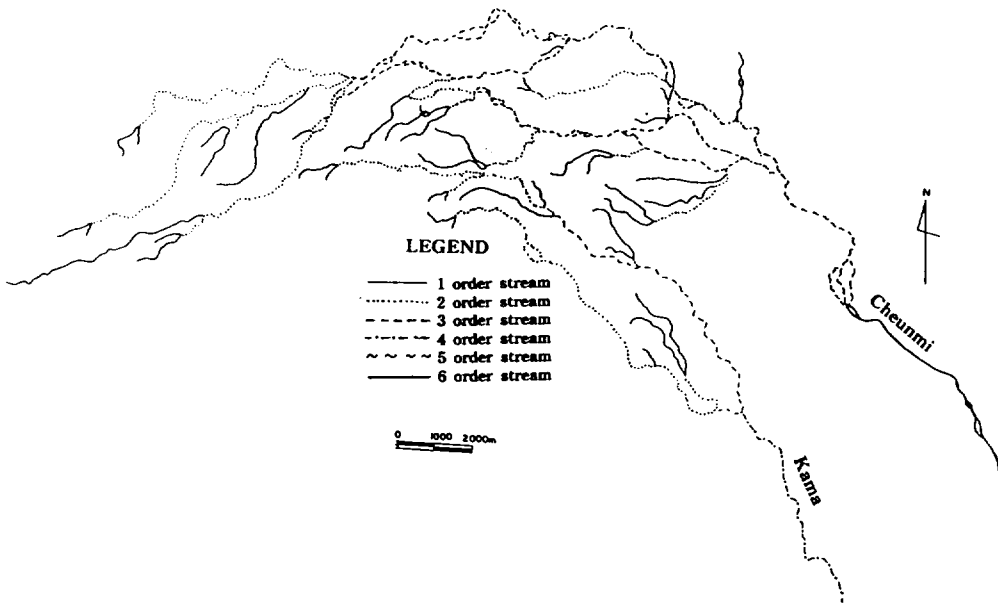 N
LEGEND
1 order stream
2 order stream
3 order stream
4 order stream
5 order stream
6 order stream
0 1000 2000m
Cheunmi
Kama